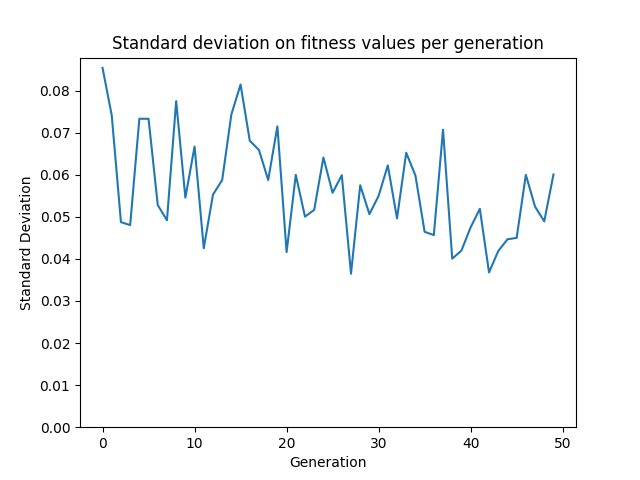 Standard deviation on fitness values per generation
0.08
0.07
0.06
0.05
0.04
0.03
0.02
0.01
0.00
Standard Deviation
0 10 20 30 40 50
Generation